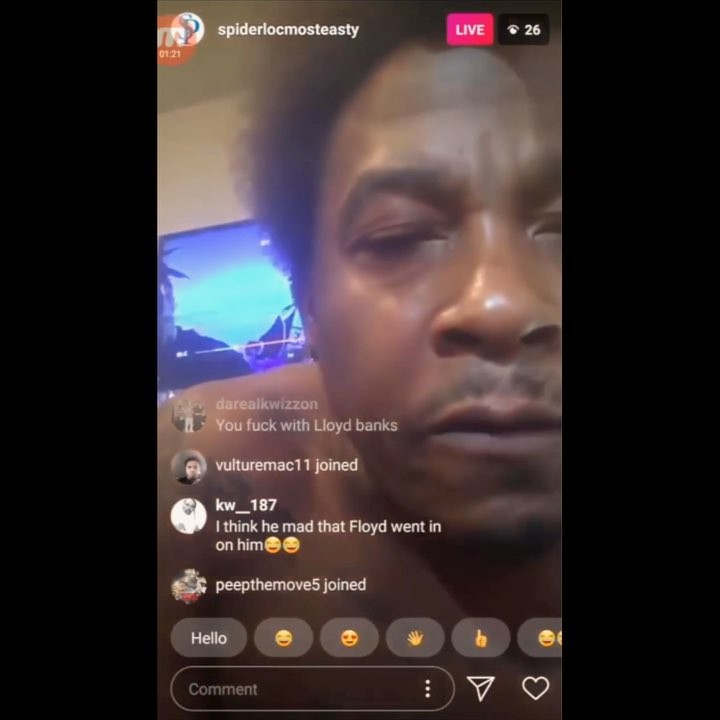 spiderlocmosteasty
LIVE
26
01:21
darealkwizzon
You fuck with Lloyd banks
vulturemac11 joined
kw__187
I think he mad that Floyd went in
on him😂😂
peepthemove5 joined
Hello
Comment